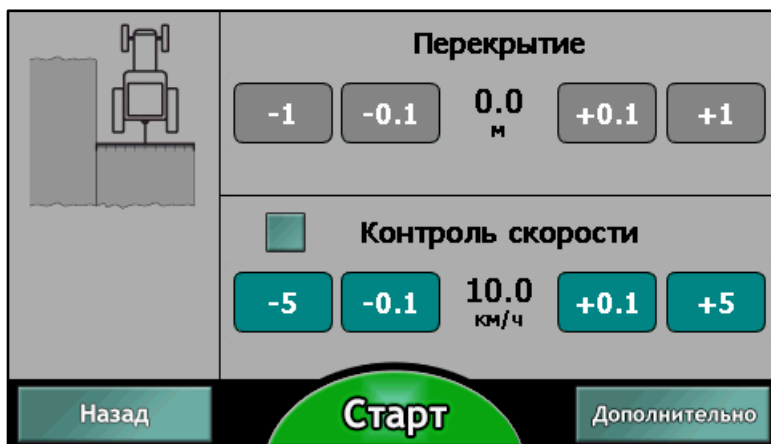 Перекрытие
-1 -0.1 0.0 +0.1 +1
м
Контроль скорости
-5 -0.1 10.0 +0.1 +5
км/ч
Назад Старт Дополнительно